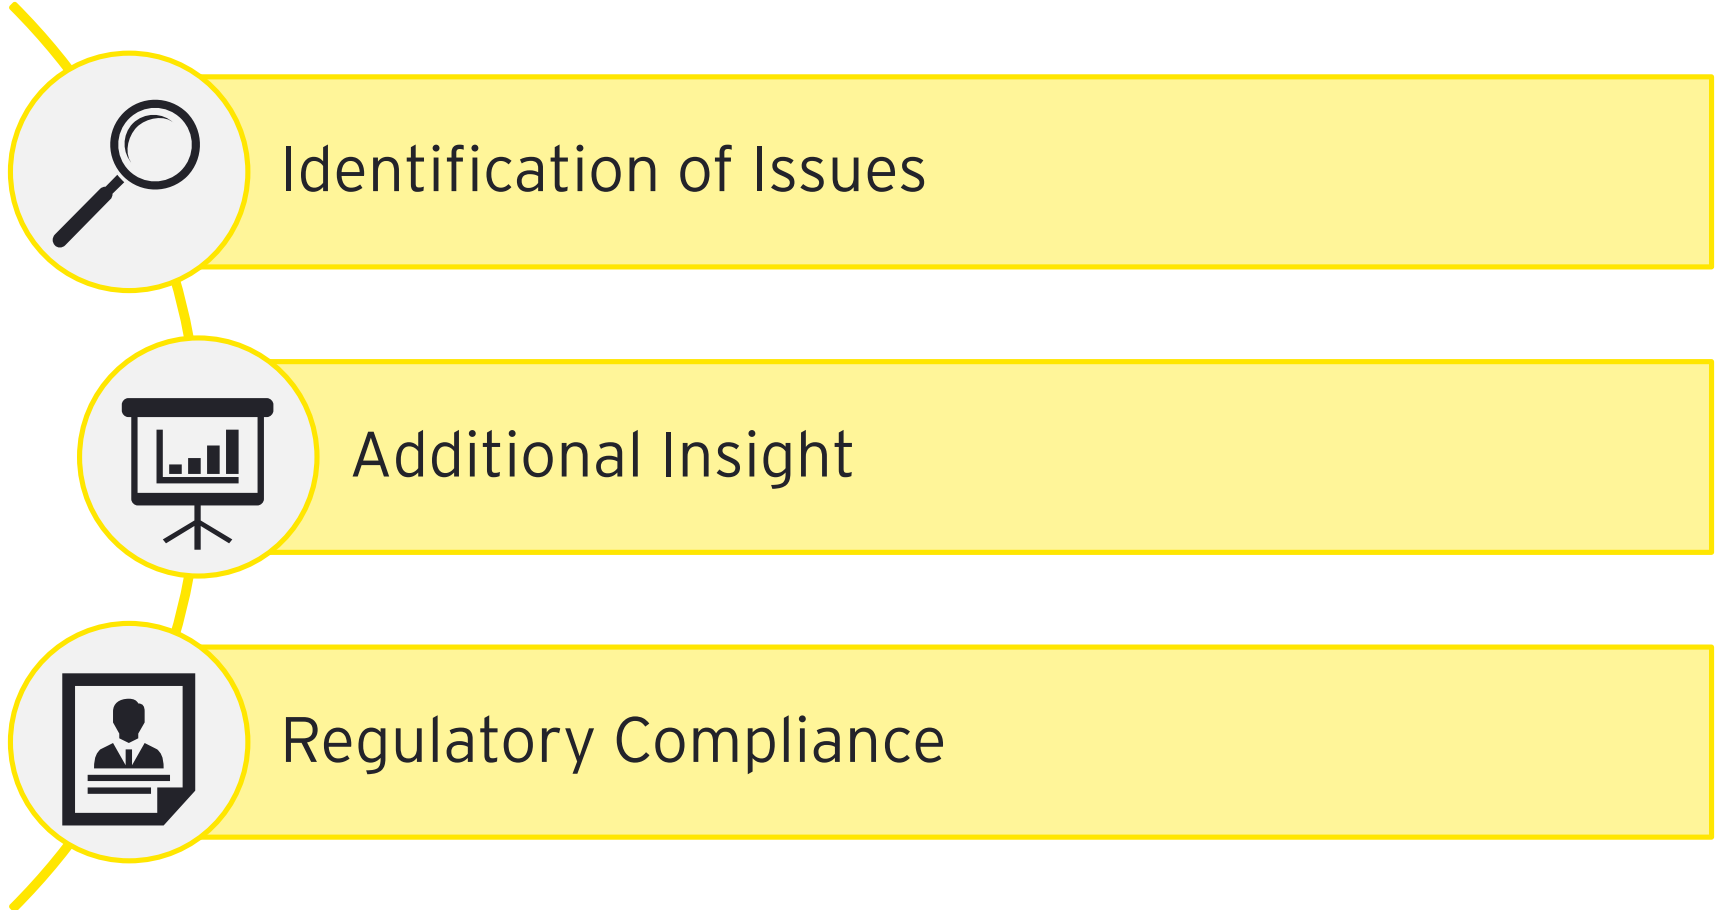 Identification of Issues
Additional Insight
Regulatory Compliance